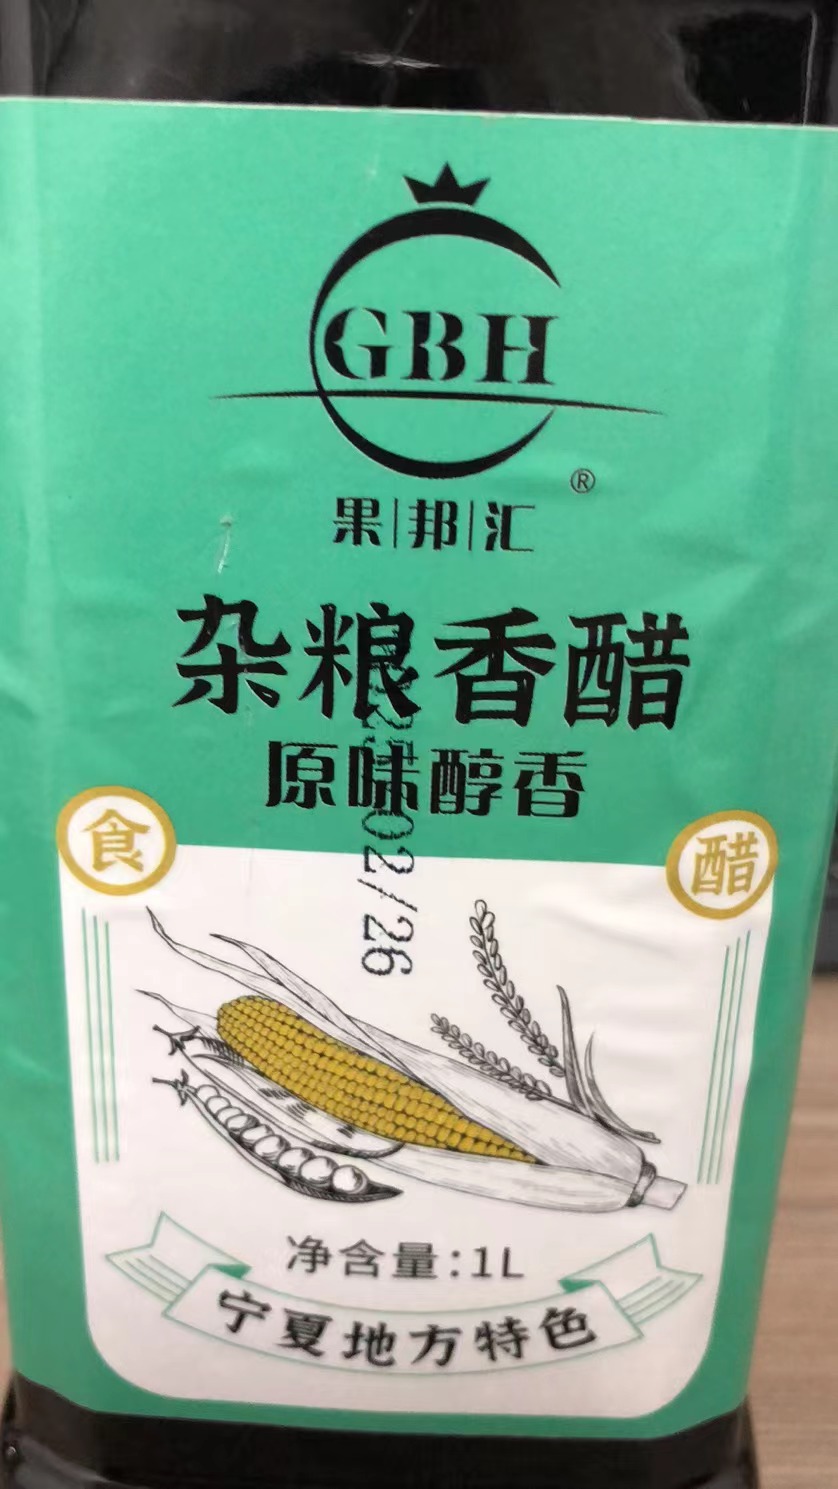 GBH
®
果|邦|汇
杂粮香醋
原味醇香
食 醋
02/26
净含量:1L
宁夏地方特色